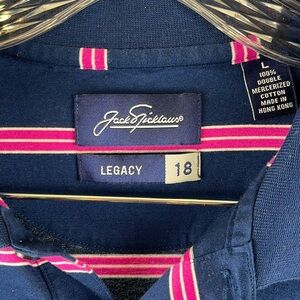 Jack Nicklaus®
LEGACY 18
L
100%
DOUBLE
MERCERIZED
COTTON
MADE IN
HONG KONG